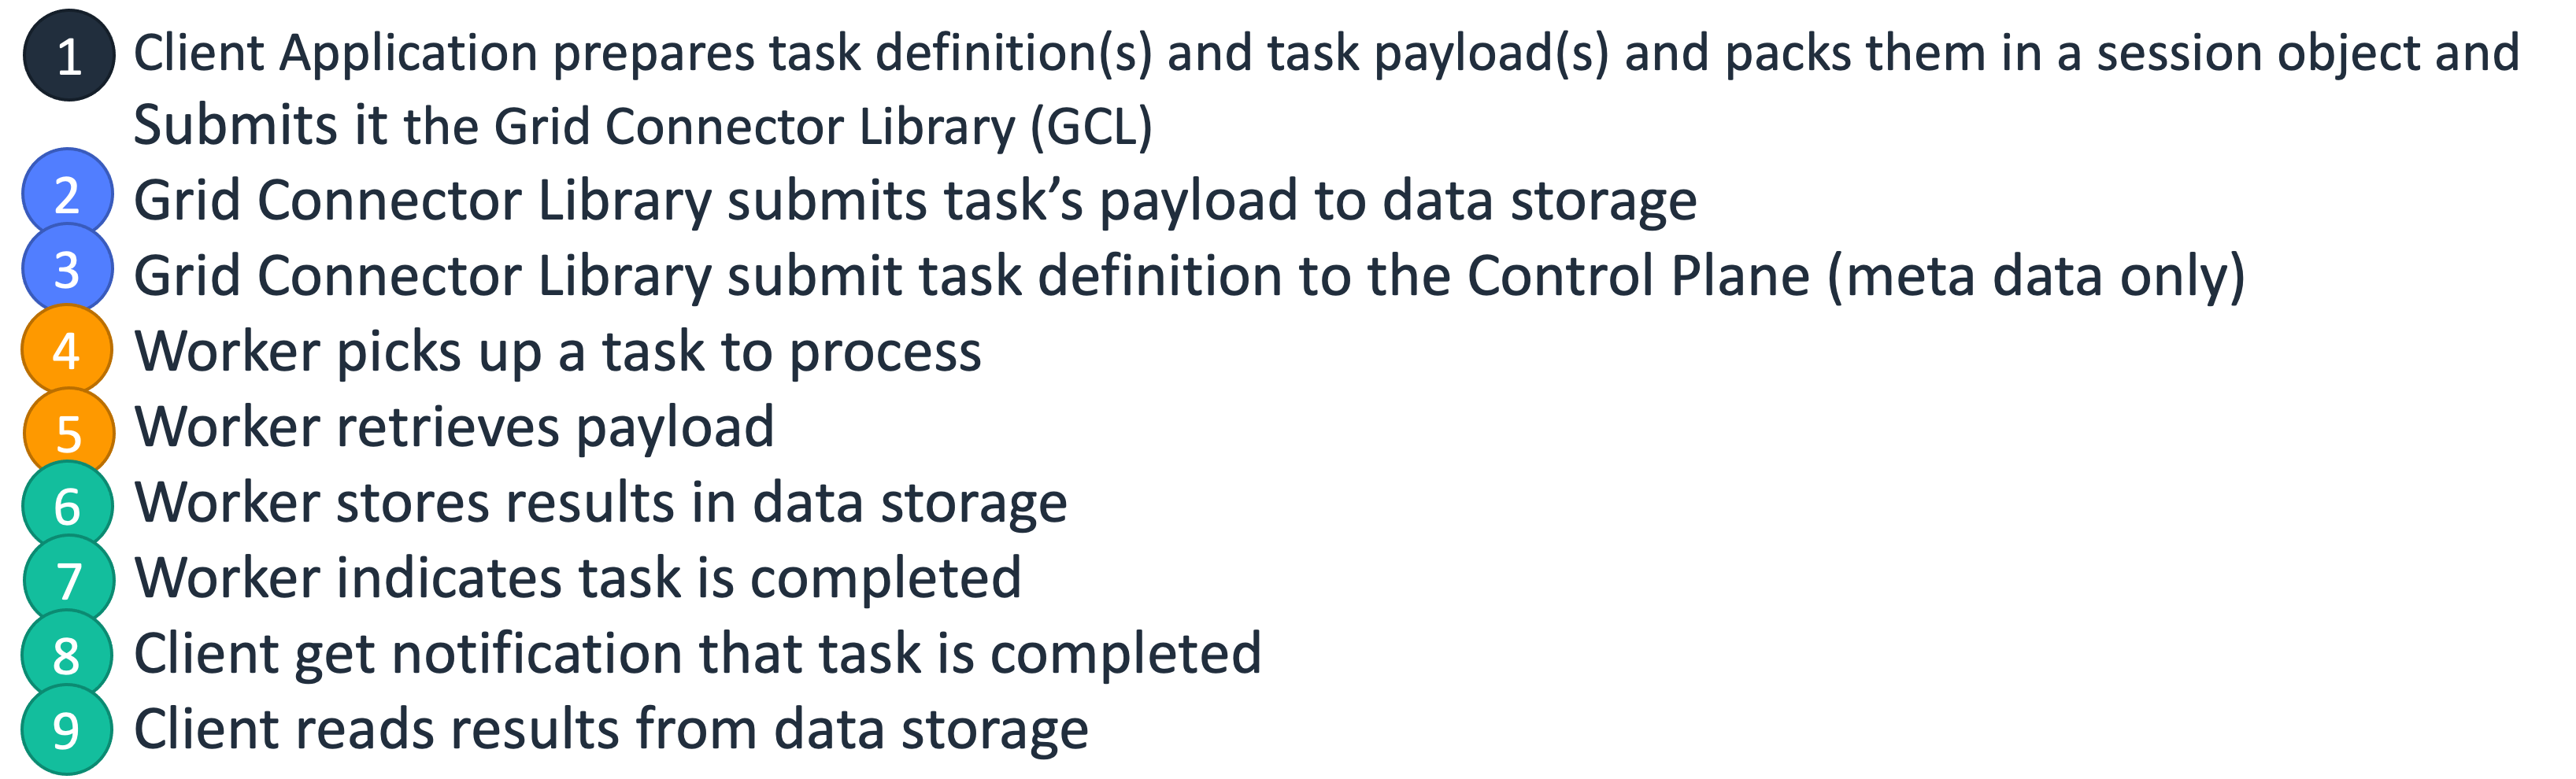 1 Client Application prepares task definition(s) and task payload(s) and packs them in a session object and
Submits it the Grid Connector Library (GCL)
2 Grid Connector Library submits task’s payload to data storage
3 Grid Connector Library submit task definition to the Control Plane (meta data only)
4 Worker picks up a task to process
5 Worker retrieves payload
6 Worker stores results in data storage
7 Worker indicates task is completed
8 Client get notification that task is completed
9 Client reads results from data storage